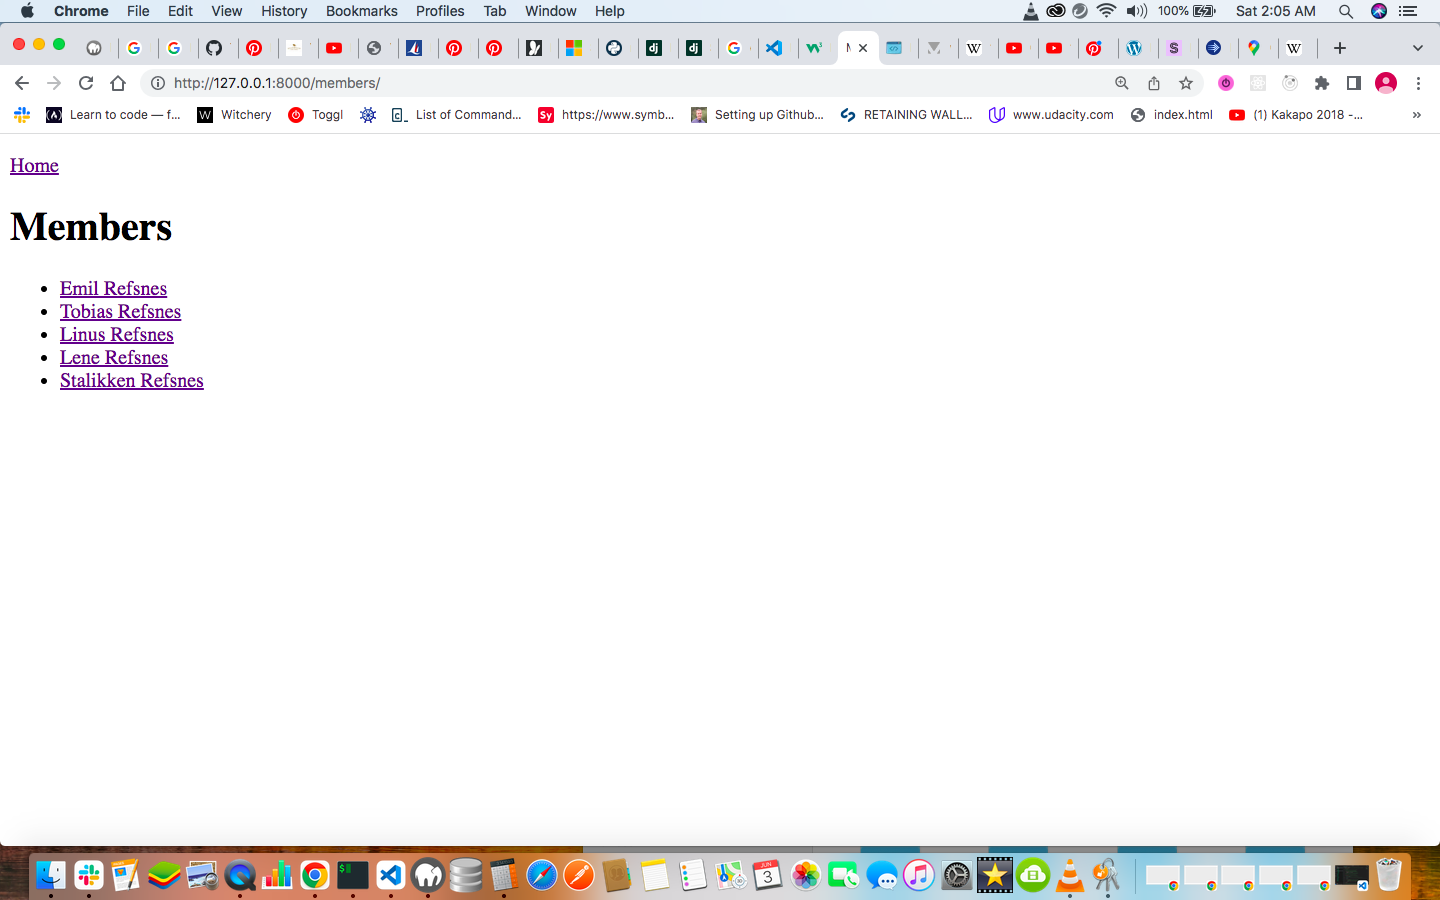 Chrome File Edit View History Bookmarks Profiles Tab Window Help 100% Sat 2:05 AM
http://127.0.0.1:8000/members/
Learn to code — f... Witchery Toggl List of Command... https://www.symb... Setting up Github... RETAINING WALL... www.udacity.com index.html (1) Kakapo 2018 -... »
Home
Members
• Emil Refsnes
• Tobias Refsnes
• Linus Refsnes
• Lene Refsnes
• Stalikken Refsnes
JUN
3